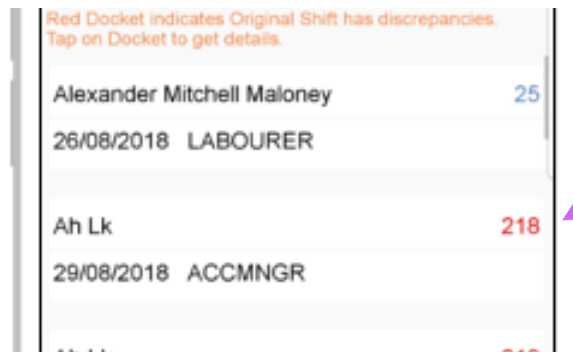 Red Docket indicates Original Shift has discrepancies.
Tap on Docket to get details.
Alexander Mitchell Maloney 25
26/08/2018 LABOURER
Ah Lk 218
29/08/2018 ACCMNGR